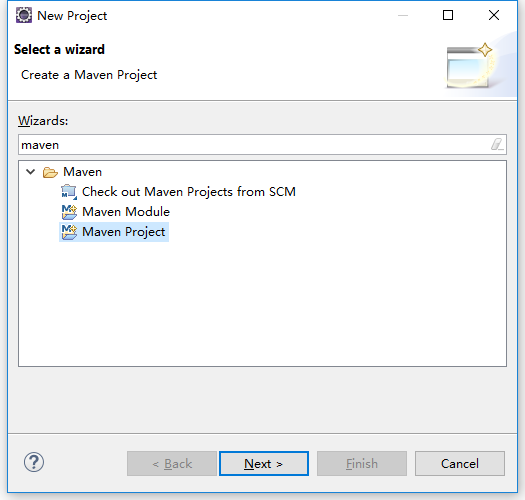 New Project
Select a wizard
Create a Maven Project
Wizards:
maven
Maven
Check out Maven Projects from SCM
Maven Module
Maven Project
? < Back Next > Finish Cancel